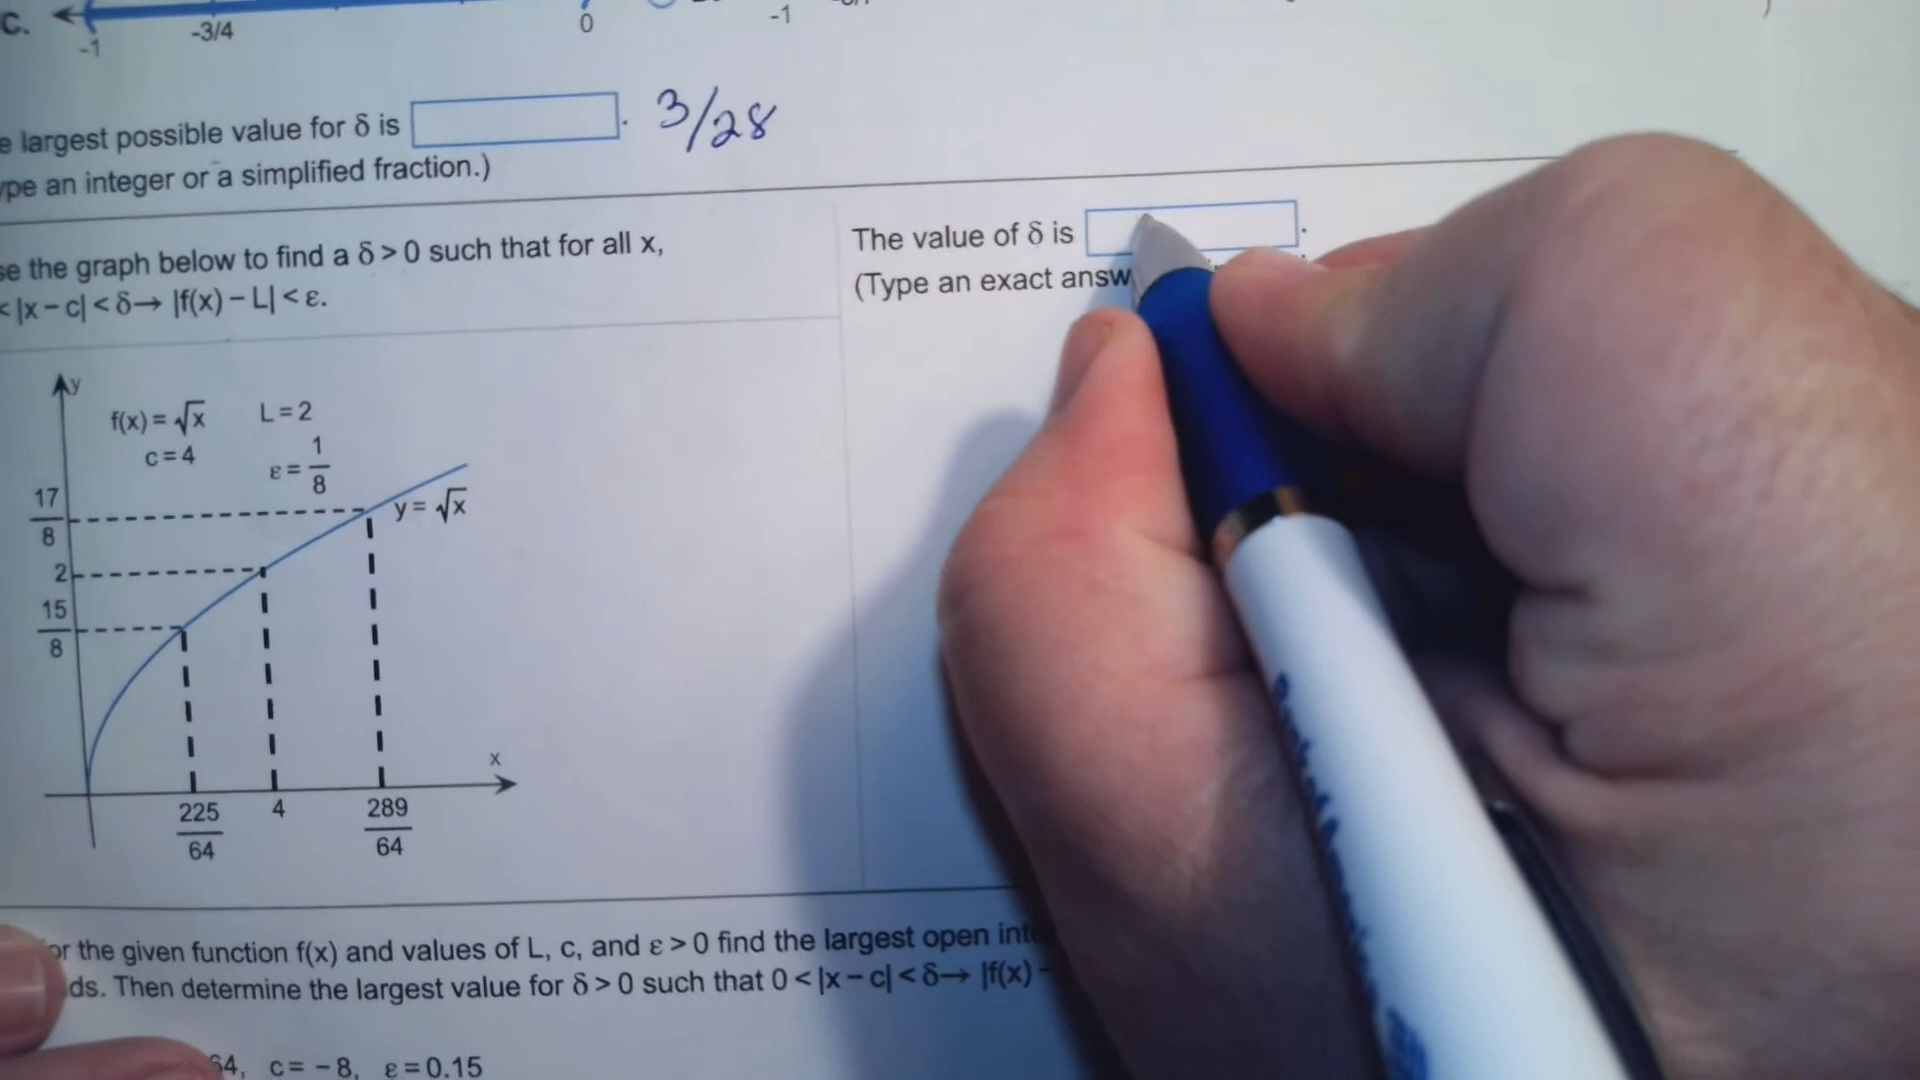 C.
-1
-3/4
0
-1
e largest possible value for δ is . 3/28
ype an integer or a simplified fraction.)
se the graph below to find a δ > 0 such that for all x,
< |x − c| < δ→ |f(x) − L| < ε.
The value of δ is .
(Type an exact answ
y
f(x) = √x L = 2
c = 4
ε = 1/8
17/8
y = √x
2
15/8
x
225/64
4
289/64
or the given function f(x) and values of L, c, and ε > 0 find the largest open inte
ds. Then determine the largest value for δ > 0 such that 0 < |x − c| < δ→ |f(x) −
64, c = − 8, ε = 0.15